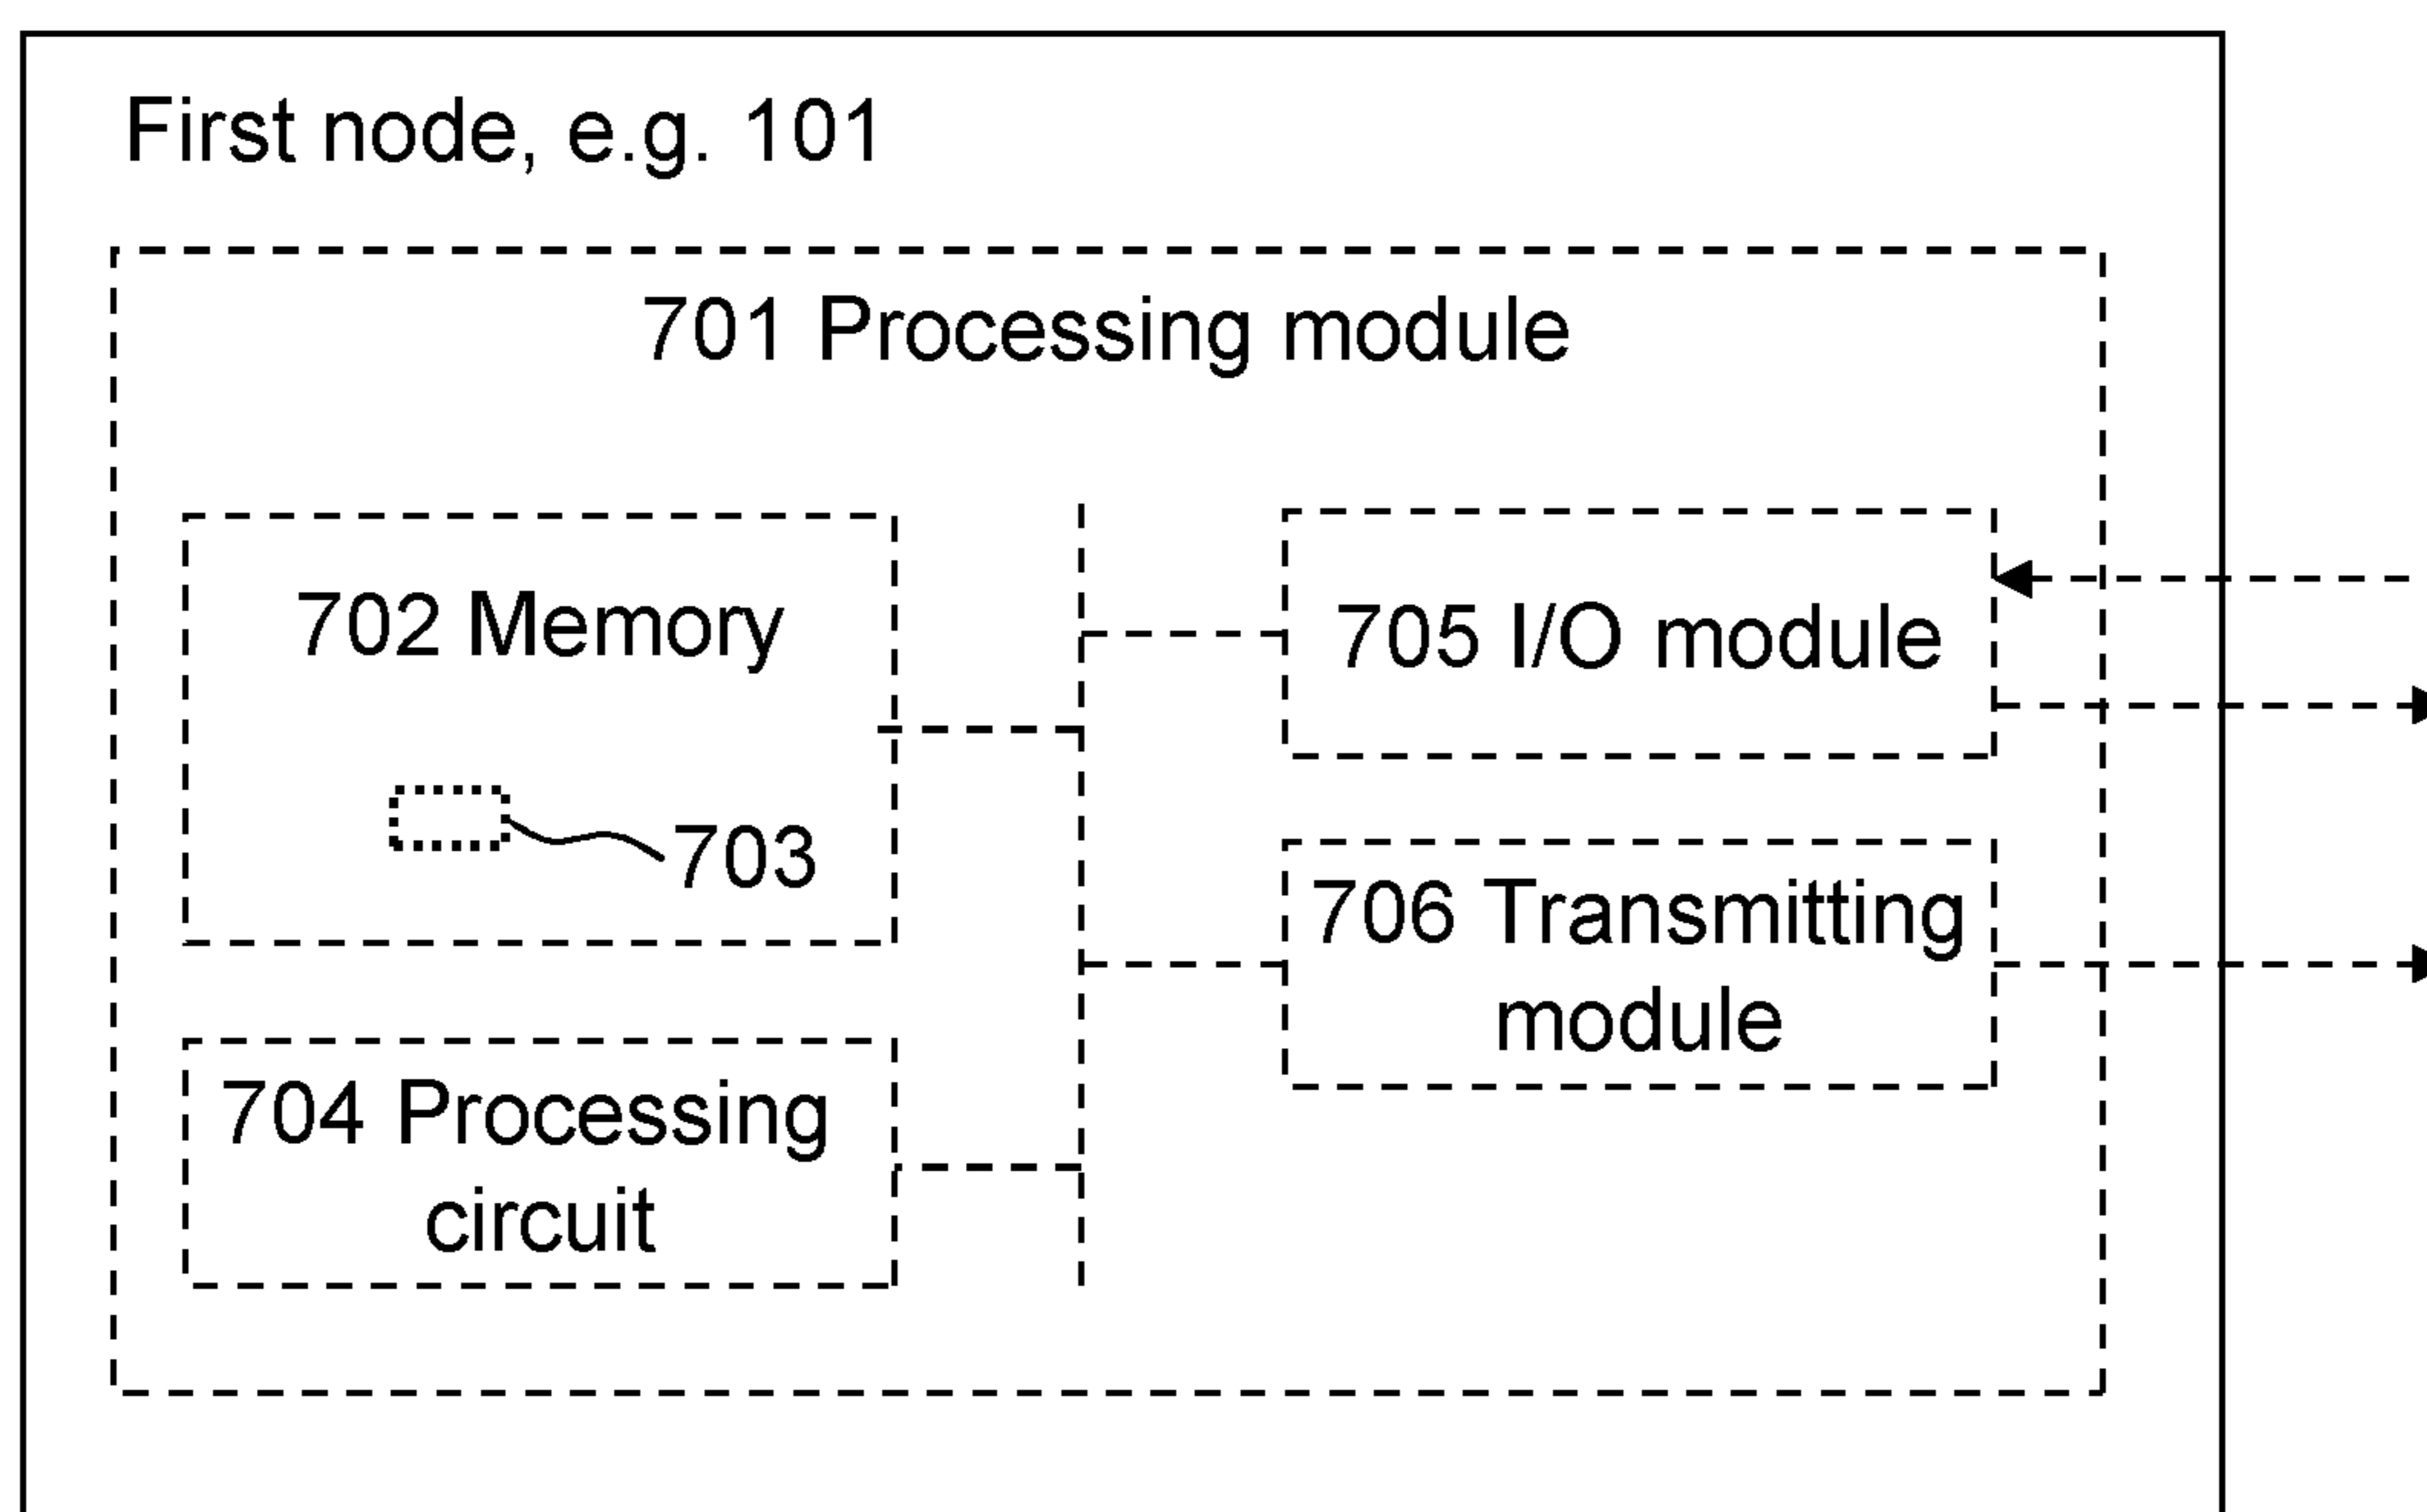 First node, e.g. 101
701 Processing module
702 Memory
703
704 Processing
circuit
705 I/O module
706 Transmitting
module